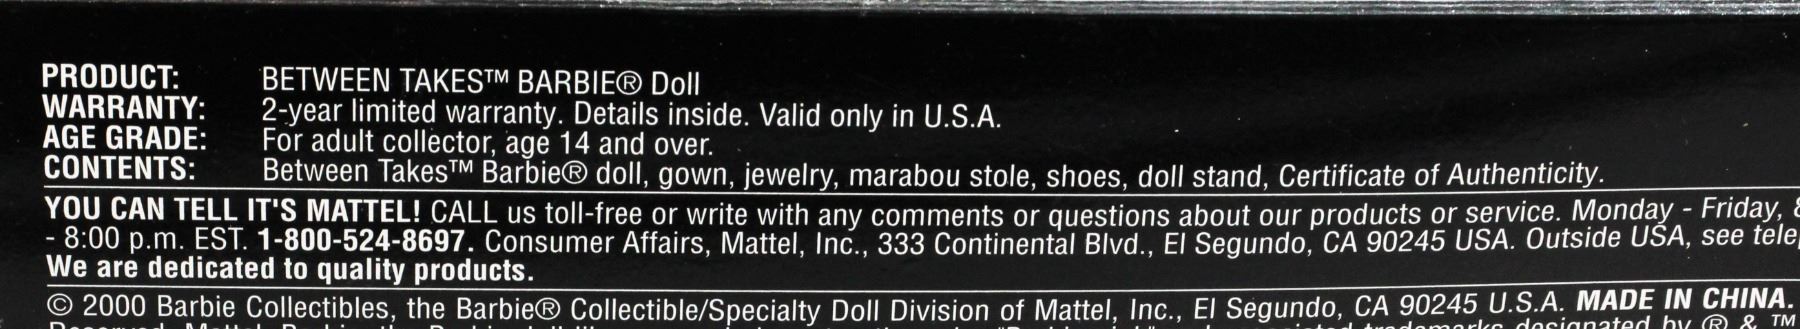 PRODUCT: BETWEEN TAKES™ BARBIE® Doll
WARRANTY: 2-year limited warranty. Details inside. Valid only in U.S.A.
AGE GRADE: For adult collector, age 14 and over.
CONTENTS: Between Takes™ Barbie® doll, gown, jewelry, marabou stole, shoes, doll stand, Certificate of Authenticity.
YOU CAN TELL IT'S MATTEL! CALL us toll-free or write with any comments or questions about our products or service. Monday - Friday,
- 8:00 p.m. EST. 1-800-524-8697. Consumer Affairs, Mattel, Inc., 333 Continental Blvd., El Segundo, CA 90245 USA. Outside USA, see
We are dedicated to quality products.
© 2000 Barbie Collectibles, the Barbie® Collectible/Specialty Doll Division of Mattel, Inc., El Segundo, CA 90245 U.S.A. MADE IN CHINA.
trademarks designated by ® & ™